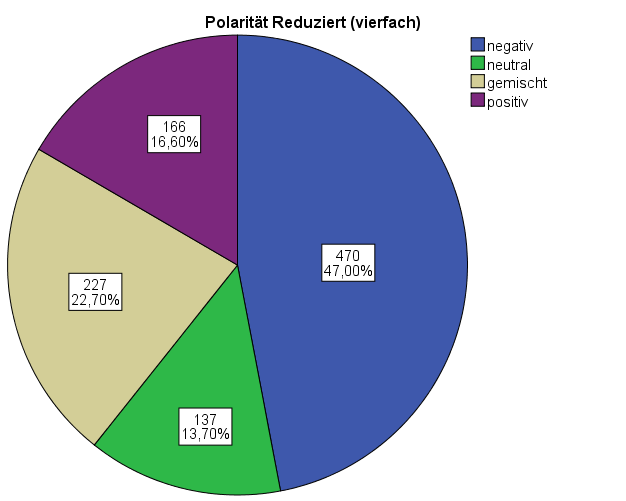 Polarität Reduziert (vierfach)
negativ
neutral
gemischt
positiv
166
16,60%
470
47,00%
227
22,70%
137
13,70%